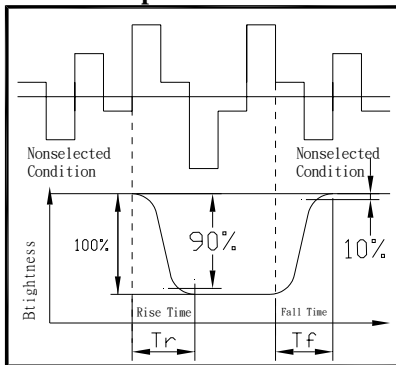 Nonselected
Condition
Nonselected
Condition
Btightness
100%
90%
10%
Rise Time
Fall Time
Tr
Tf